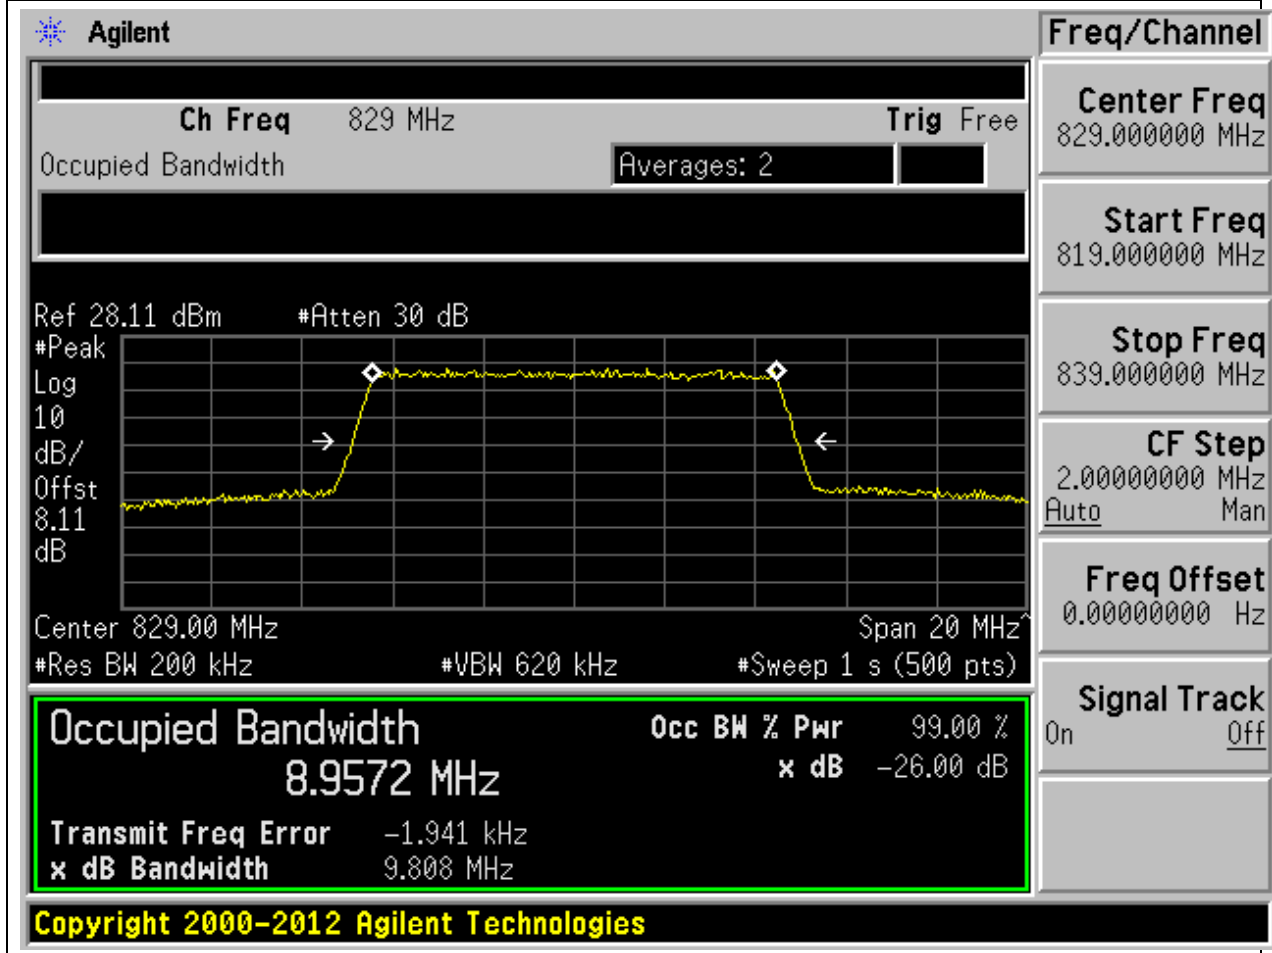 Agilent
Freq/Channel
Ch Freq 829 MHz Trig Free
Occupied Bandwidth Averages: 2
Center Freq
829.000000 MHz
Start Freq
819.000000 MHz
Stop Freq
839.000000 MHz
CF Step
2.00000000 MHz
Auto Man
Freq Offset
0.00000000 Hz
Signal Track
On Off
Ref 28.11 dBm #Atten 30 dB
#Peak
Log
10
dB/
Offst
8.11
dB
Center 829.00 MHz Span 20 MHz^
#Res BW 200 kHz #VBW 620 kHz #Sweep 1 s (500 pts)
Occupied Bandwidth Occ BW % Pwr 99.00 %
8.9572 MHz x dB -26.00 dB
Transmit Freq Error -1.941 kHz
x dB Bandwidth 9.808 MHz
Copyright 2000-2012 Agilent Technologies